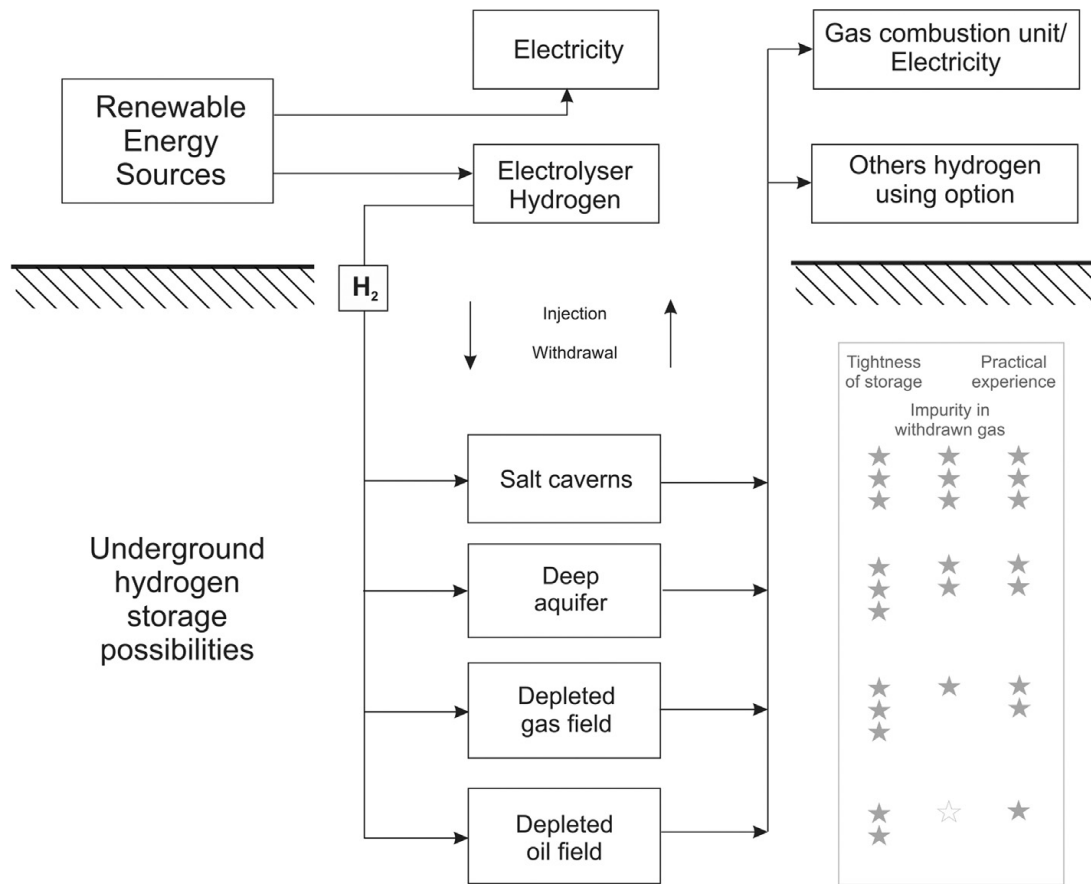 Electricity
Renewable
Energy
Sources
Electrolyser
Hydrogen
Gas combustion unit/
Electricity
Others hydrogen
using option
H₂
Injection
Withdrawal
Underground
hydrogen
storage
possibilities
Salt caverns
Deep
aquifer
Depleted
gas field
Depleted
oil field
Tightness
of storage
Practical
experience
Impurity in
withdrawn gas